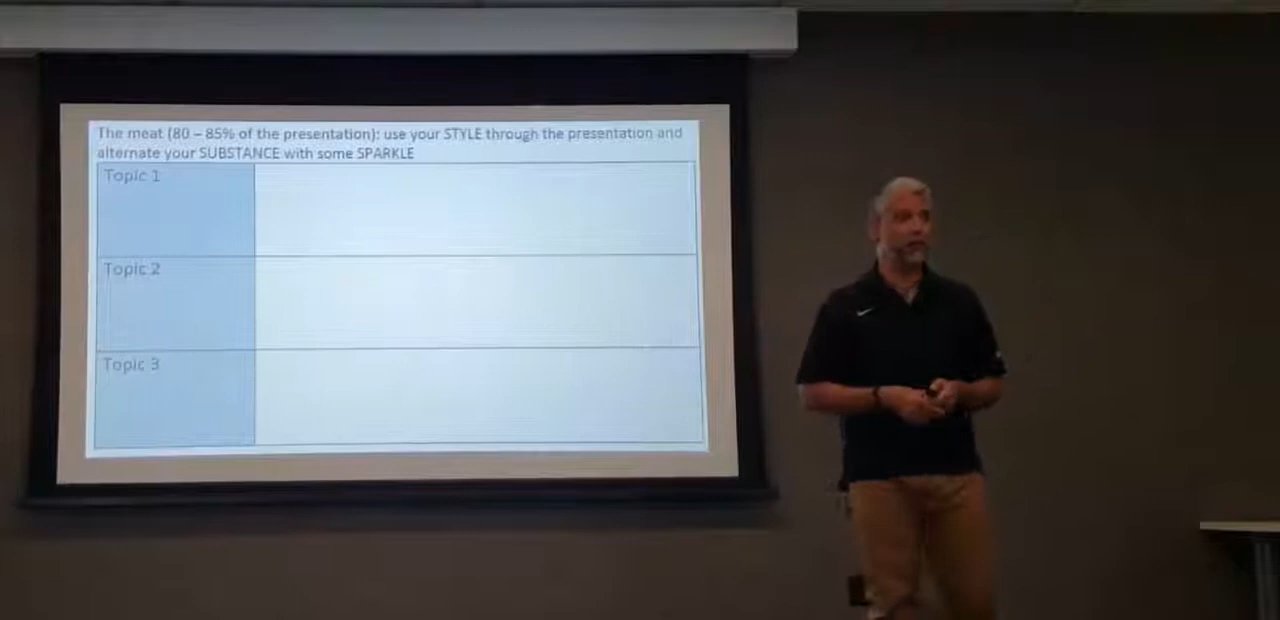 The meat (80 – 85% of the presentation): use your STYLE through the presentation and
alternate your SUBSTANCE with some SPARKLE
Topic 1
Topic 2
Topic 3